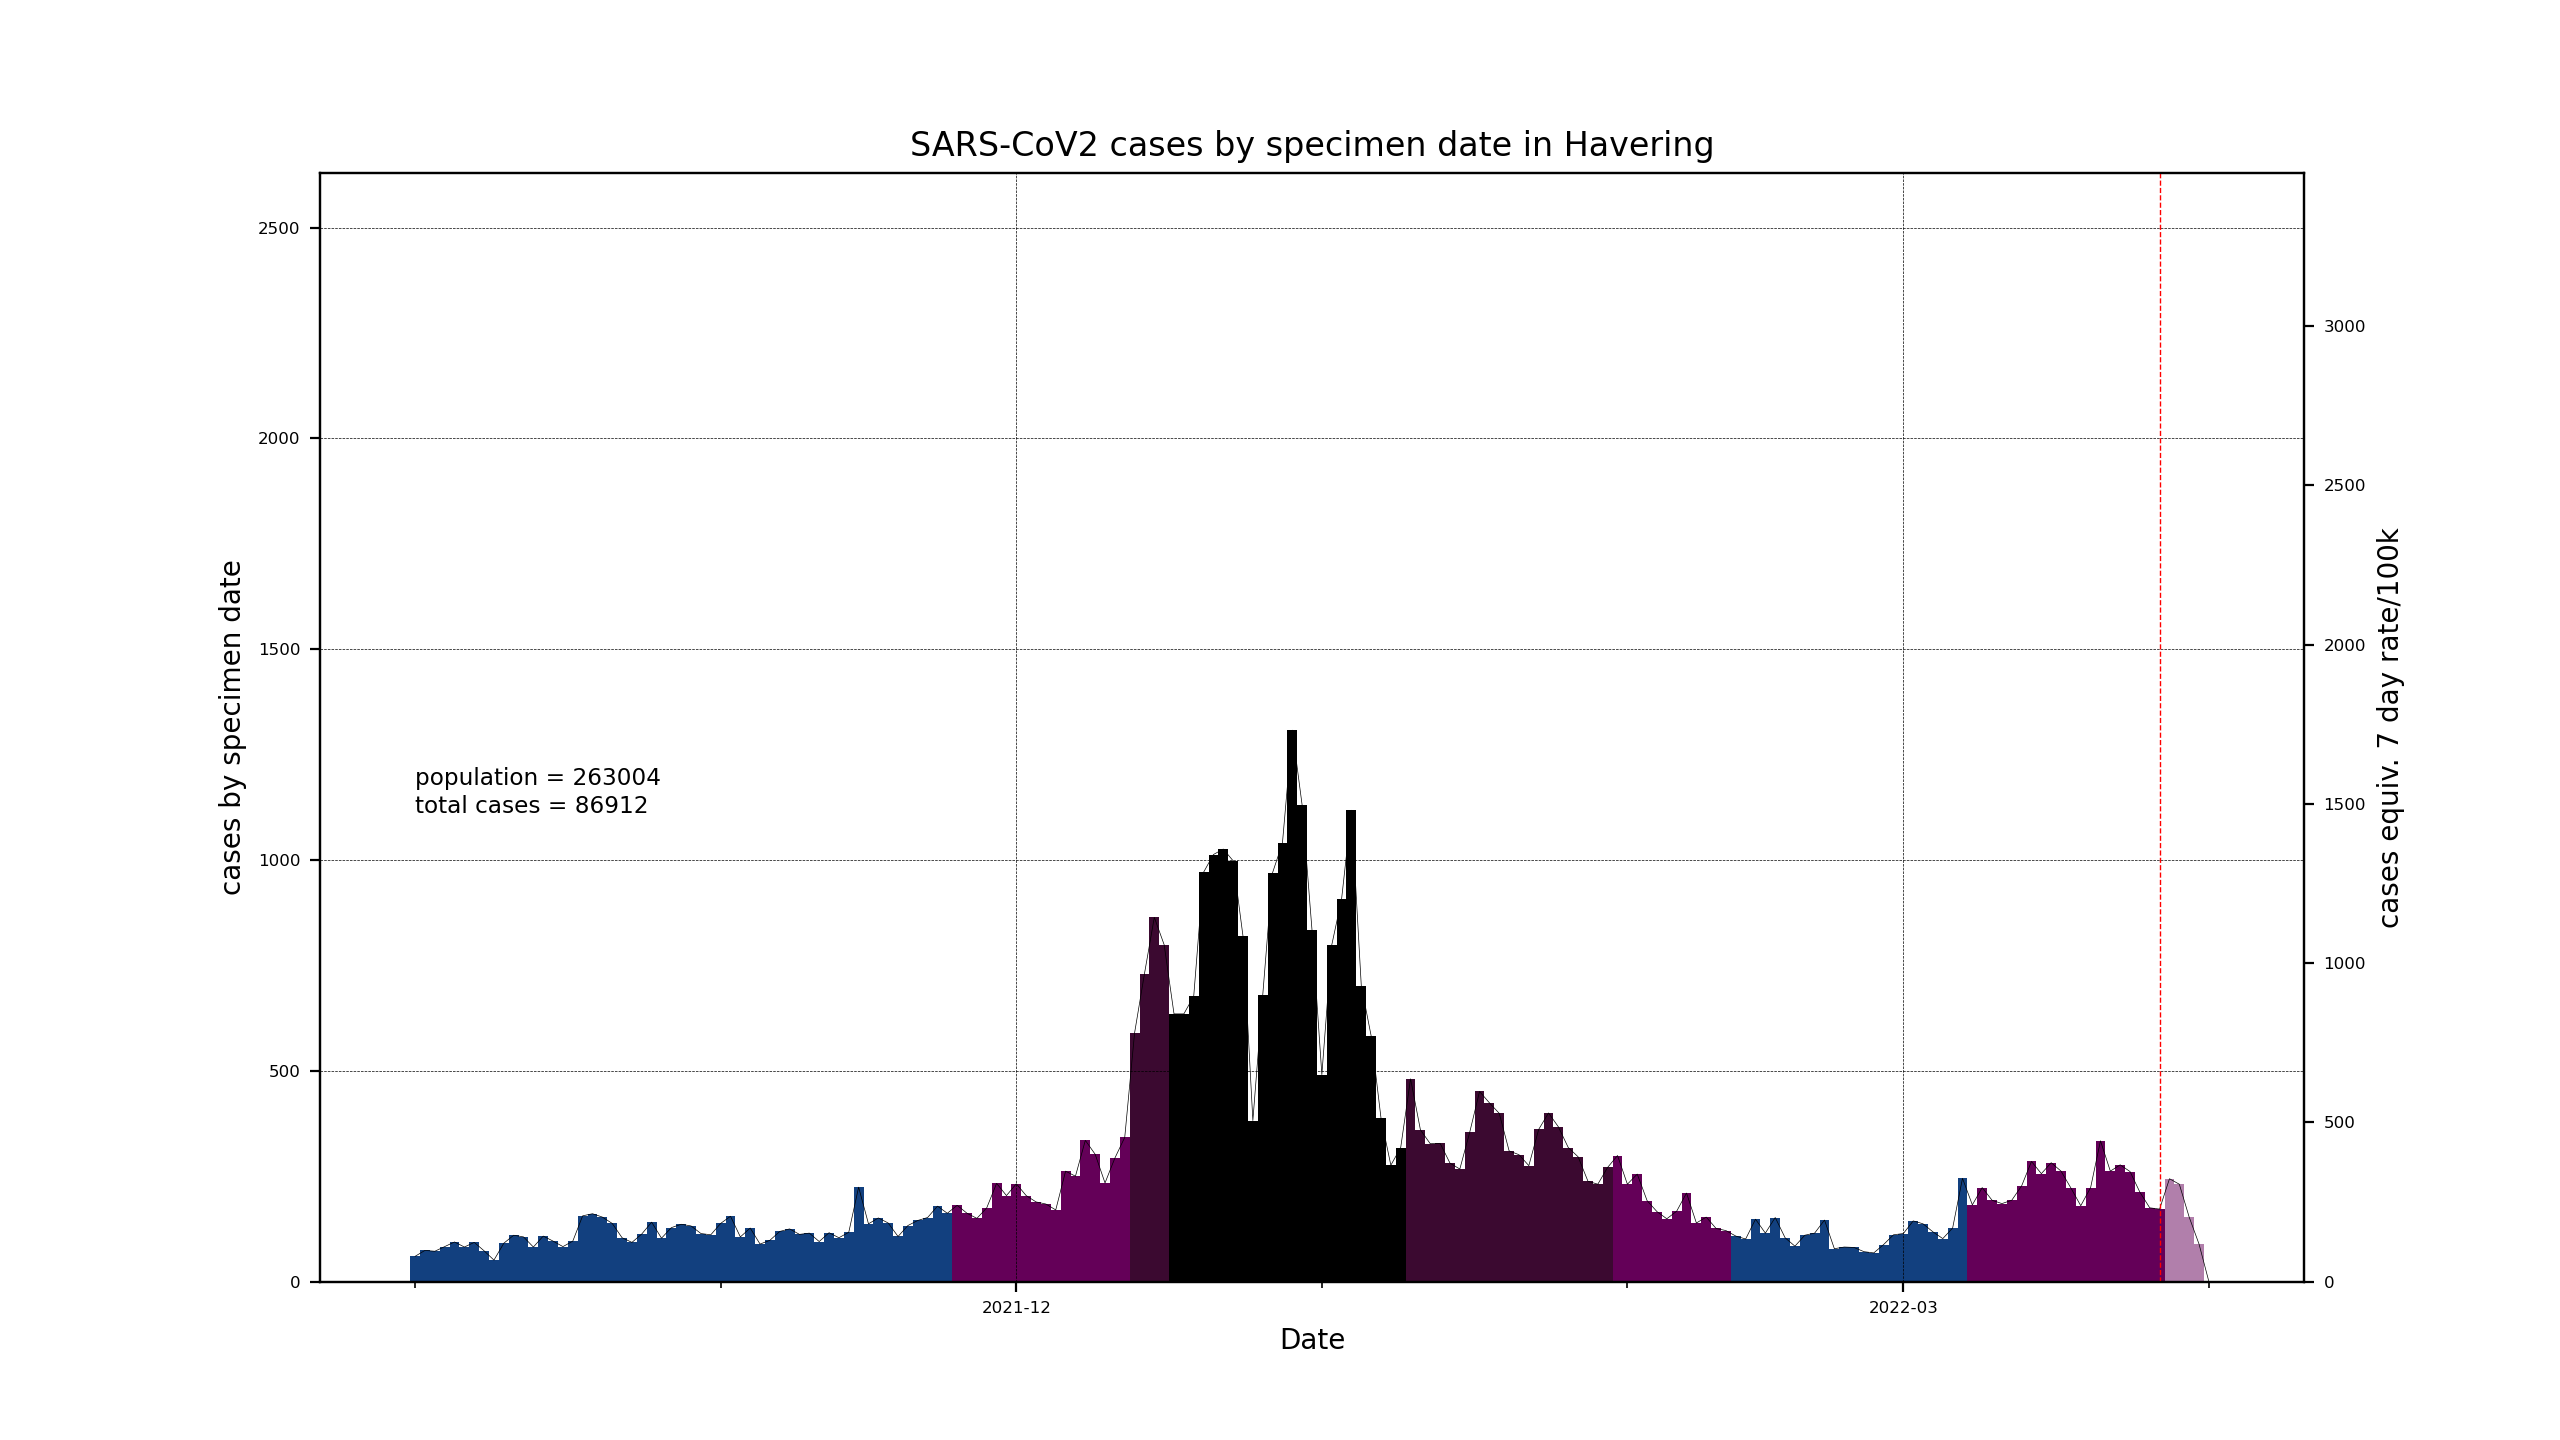 SARS-CoV2 cases by specimen date in Havering
cases by specimen date
2500
2000
1500
1000
500
0
population = 263004
total cases = 86912
3000
2500
2000
1500
1000
500
0
cases equiv. 7 day rate/100k
2021-12
2022-03
Date